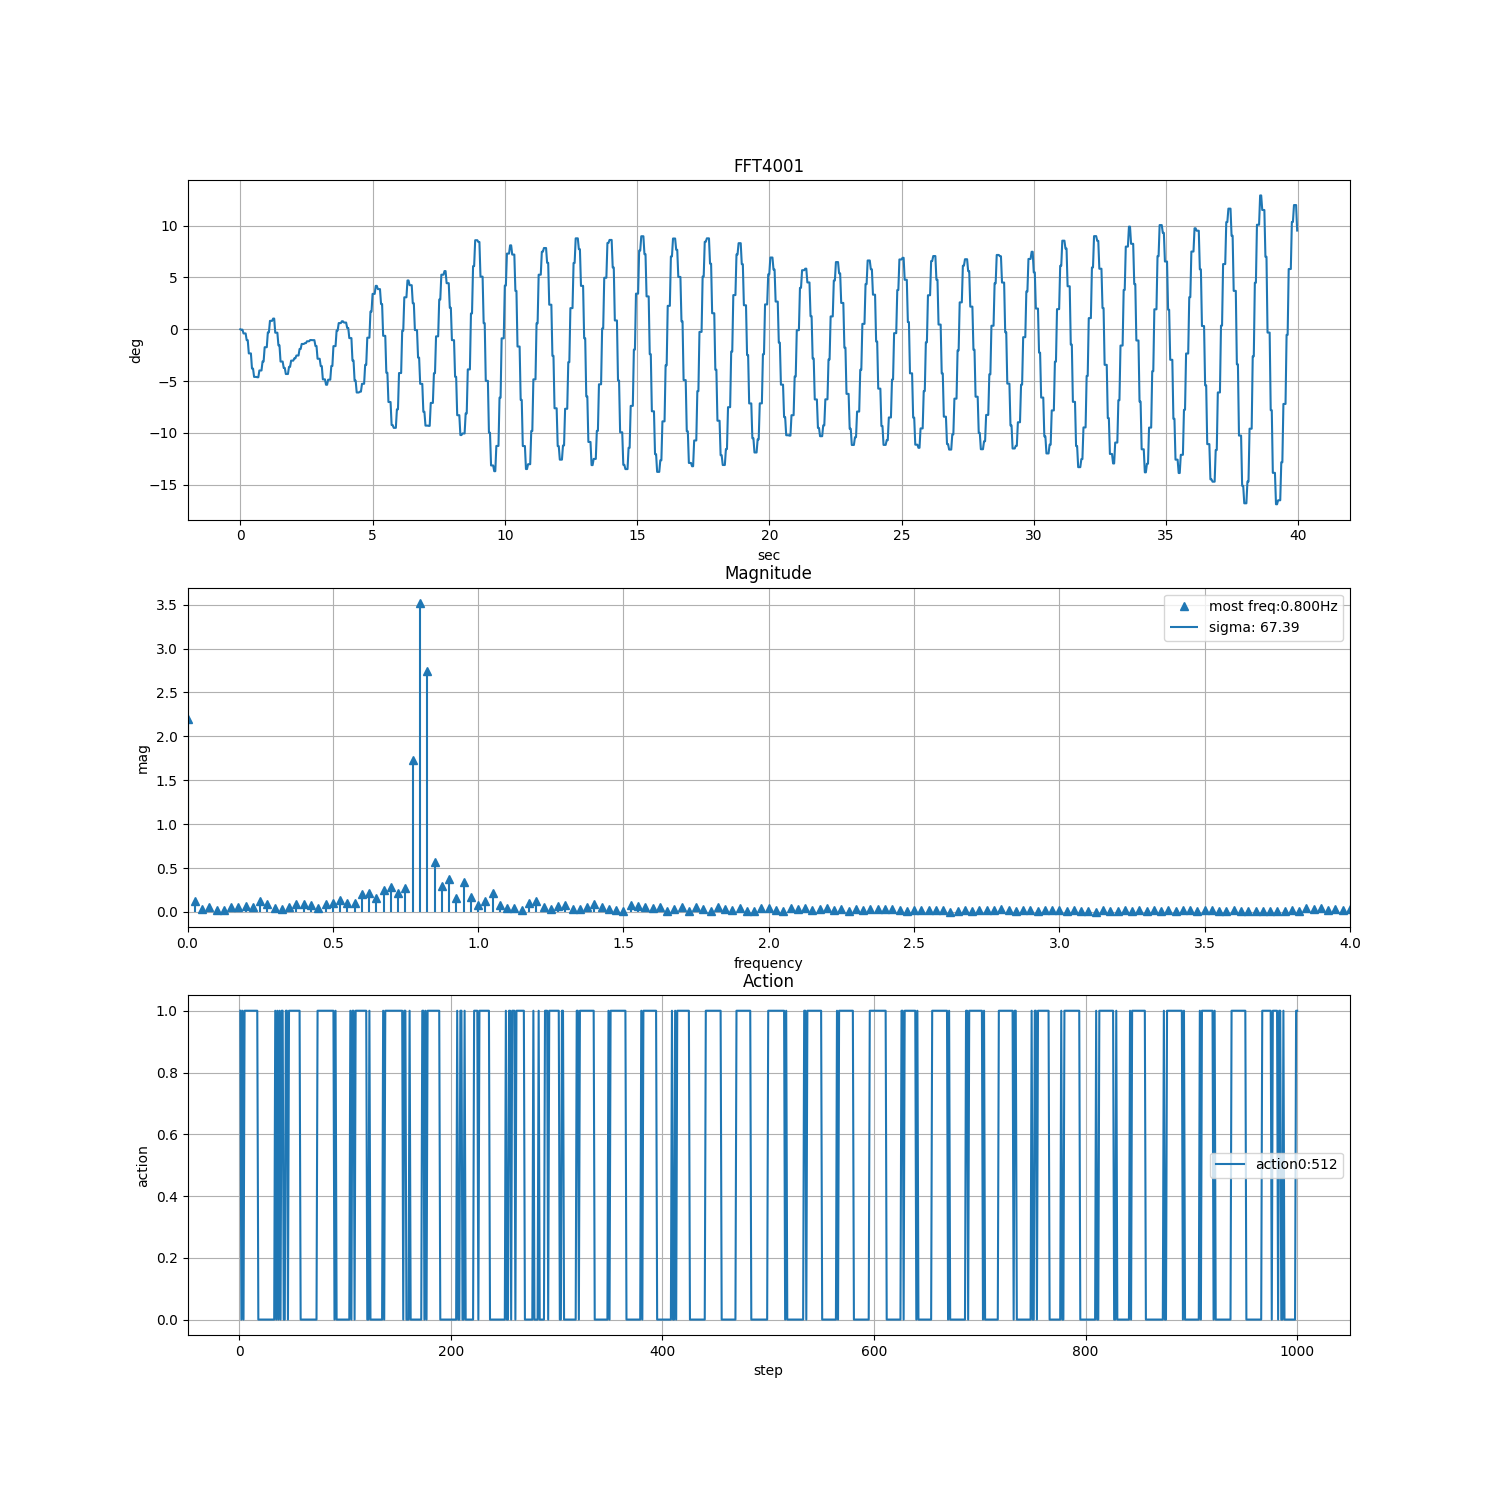 FFT4001
10
5
0
−5
−10
−15
deg
0 5 10 15 20 25 30 35 40
sec
Magnitude
3.5
3.0
2.5
2.0
1.5
1.0
0.5
0.0
mag
most freq:0.800Hz
sigma: 67.39
0.0 0.5 1.0 1.5 2.0 2.5 3.0 3.5 4.0
frequency
Action
1.0
0.8
0.6
0.4
0.2
0.0
action
action0:512
0 200 400 600 800 1000
step